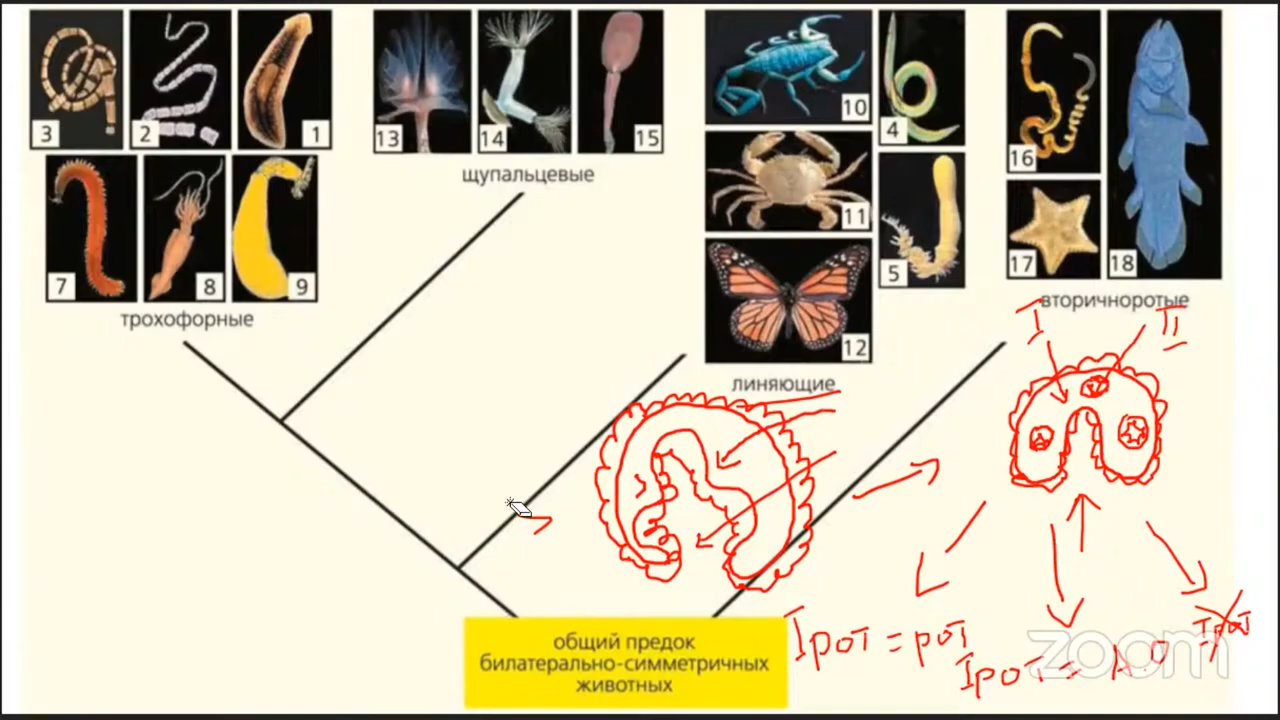 3
2
1
13
14
15
10
4
16
щупальцевые
11
7
8
9
5
17
18
трохофорные
12
вторичноротые
I
II
линяющие
общий предок
билатерально-симметричных
животных
I рот = рот
I рот = А.О
I рот
zoom